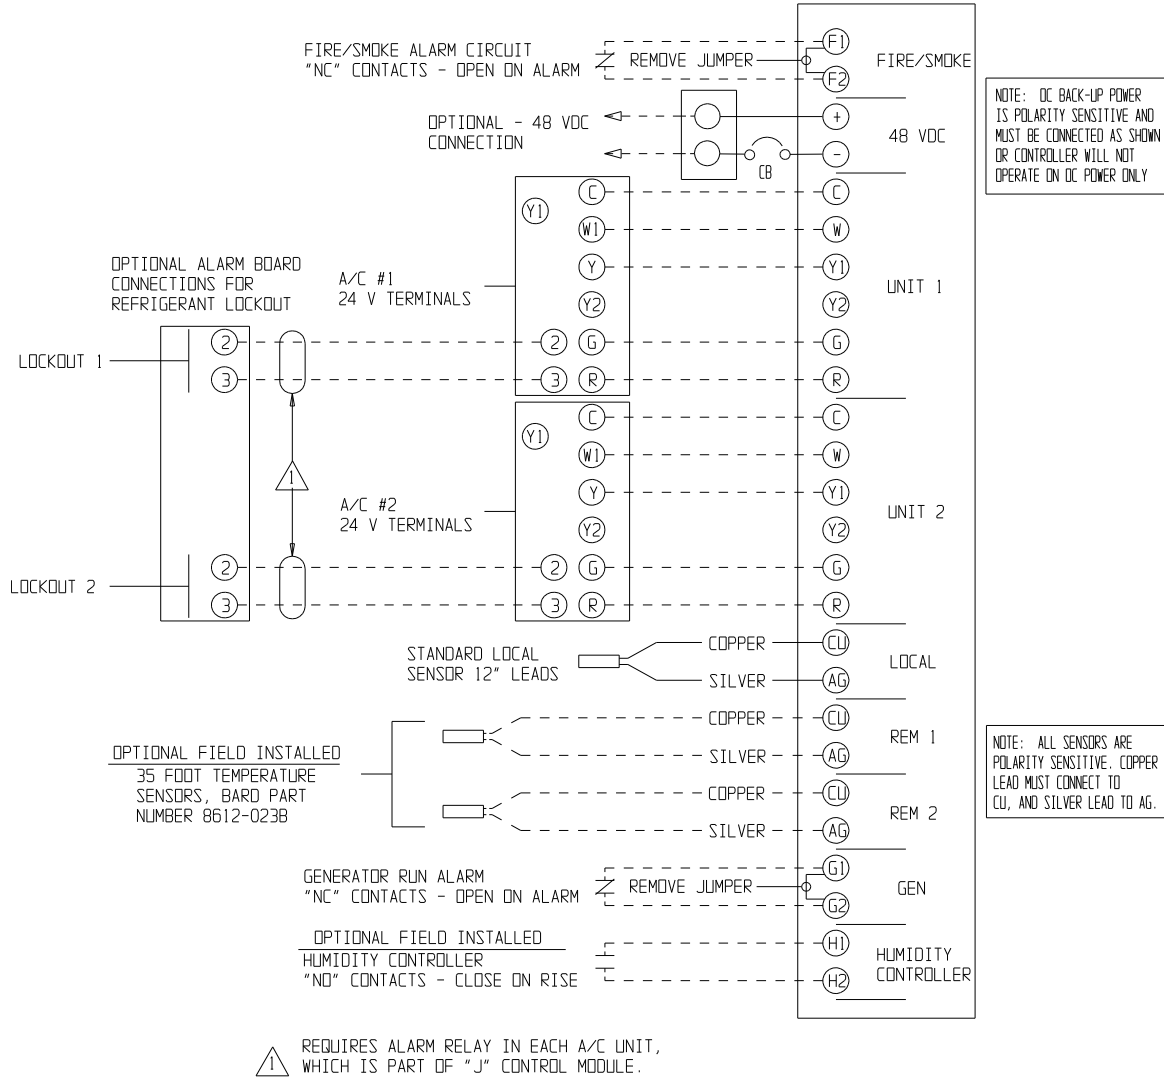 FIRE/SMOKE ALARM CIRCUIT
"NC" CONTACTS - OPEN ON ALARM
REMOVE JUMPER
F1
F2
FIRE/SMOKE
OPTIONAL - 48 VDC
CONNECTION
CB
+
-
48 VDC
NOTE: DC BACK-UP POWER
IS POLARITY SENSITIVE AND
MUST BE CONNECTED AS SHOWN
OR CONTROLLER WILL NOT
OPERATE ON DC POWER ONLY
OPTIONAL ALARM BOARD
CONNECTIONS FOR
REFRIGERANT LOCKOUT
A/C #1
24 V TERMINALS
Y1
C
W1
Y
Y2
2
G
3
R
C
W
Y1
Y2
G
R
UNIT 1
LOCKOUT 1
2
3
1
A/C #2
24 V TERMINALS
Y1
C
W1
Y
Y2
2
G
3
R
C
W
Y1
Y2
G
R
UNIT 2
LOCKOUT 2
2
3
STANDARD LOCAL
SENSOR 12" LEADS
COPPER
SILVER
CU
AG
LOCAL
OPTIONAL FIELD INSTALLED
35 FOOT TEMPERATURE
SENSORS, BARD PART
NUMBER 8612-023B
COPPER
SILVER
CU
AG
REM 1
COPPER
SILVER
CU
AG
REM 2
NOTE: ALL SENSORS ARE
POLARITY SENSITIVE. COPPER
LEAD MUST CONNECT TO
CU, AND SILVER LEAD TO AG.
GENERATOR RUN ALARM
"NC" CONTACTS - OPEN ON ALARM
REMOVE JUMPER
G1
G2
GEN
OPTIONAL FIELD INSTALLED
HUMIDITY CONTROLLER
"NO" CONTACTS - CLOSE ON RISE
H1
H2
HUMIDITY
CONTROLLER
1
REQUIRES ALARM RELAY IN EACH A/C UNIT,
WHICH IS PART OF "J" CONTROL MODULE.